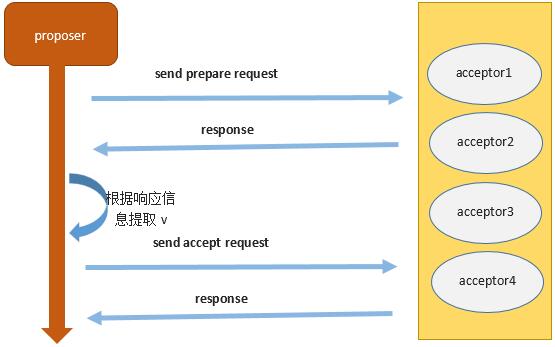 proposer
send prepare request
acceptor1
response
acceptor2
根据响应信
息提取 v
acceptor3
send accept request
acceptor4
response